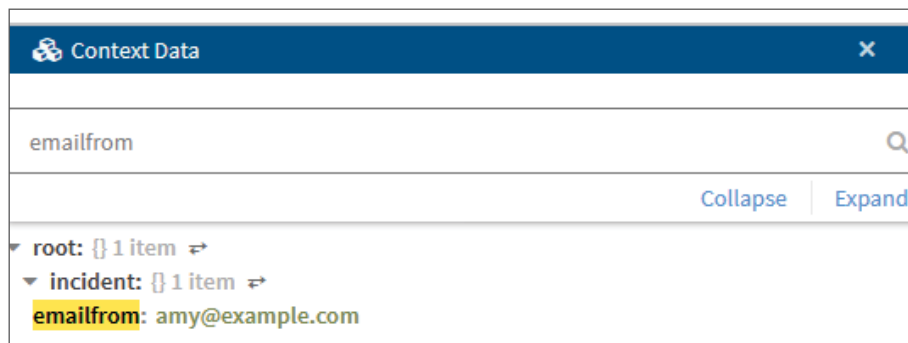 Context Data ×
emailfrom
Collapse Expand
root: {} 1 item
incident: {} 1 item
emailfrom: amy@example.com